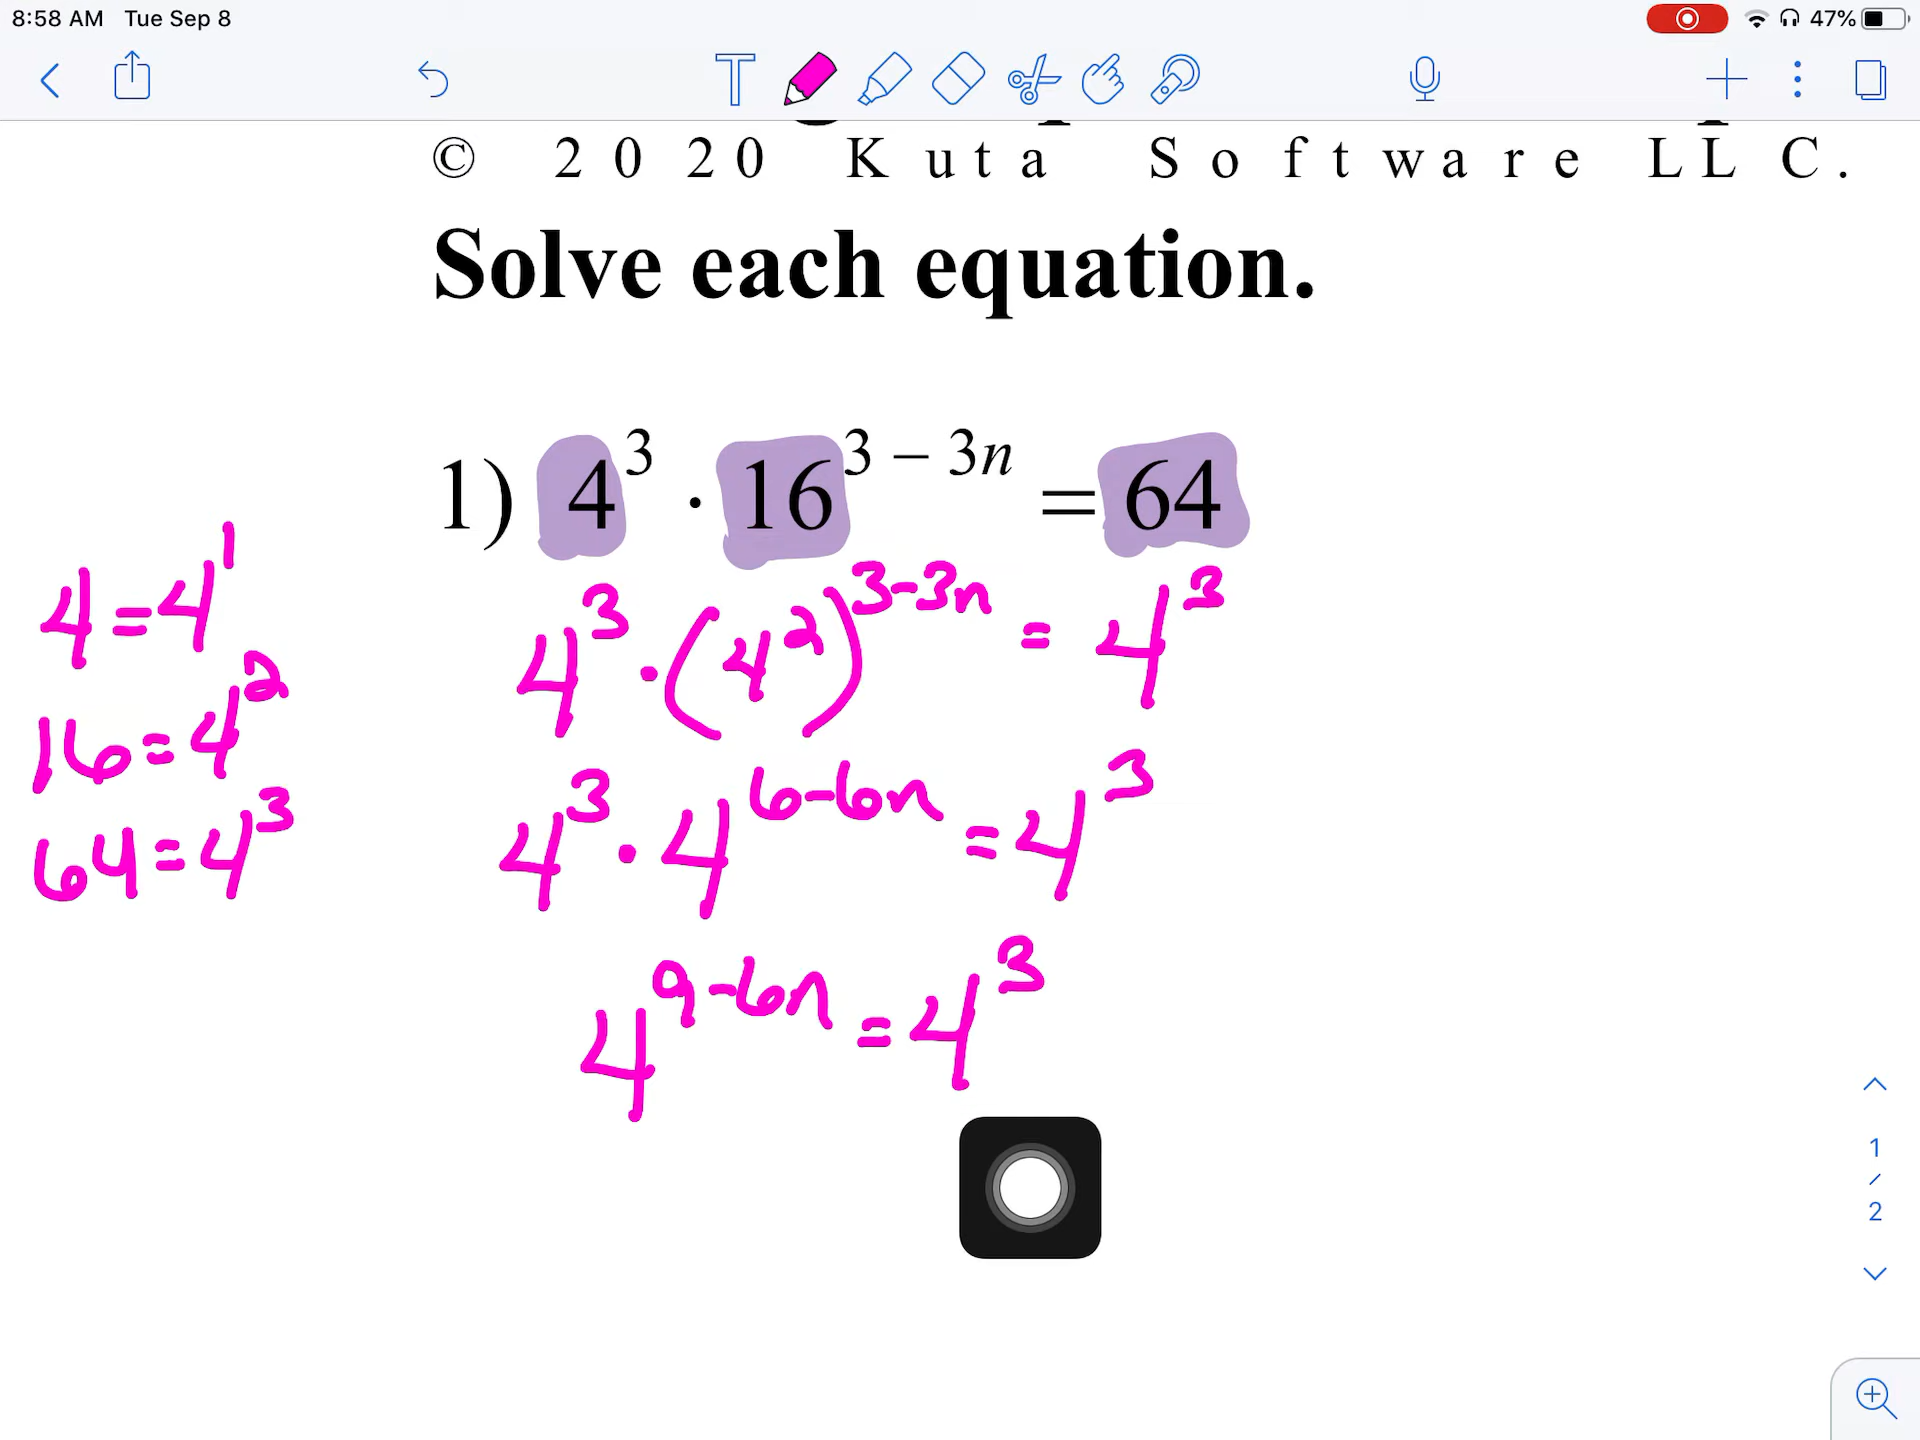 8:58 AM Tue Sep 8 47%
T
© 2020 Kuta Software LLC.
Solve each equation.
1) 4^3 · 16^{3 − 3n} = 64
4=4^1
16=4^2
64=4^3
4^3 · (4^2)^{3-3n} = 4^3
4^3 · 4^{6-6n} = 4^3
4^{9-6n} = 4^3
1
/
2